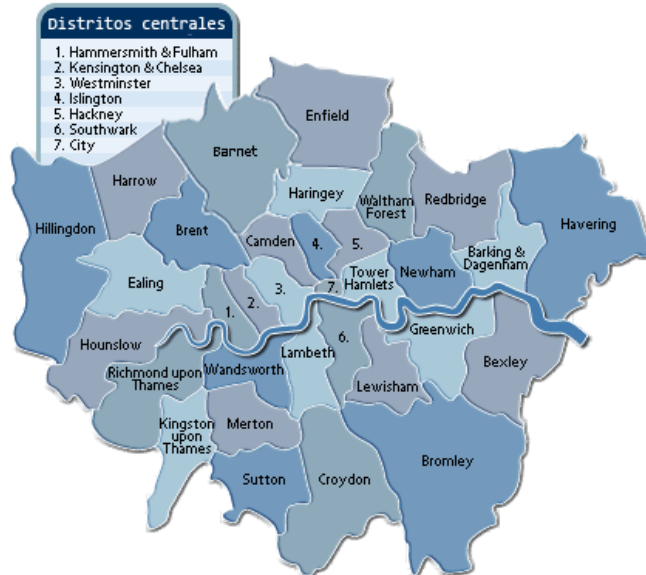 Distritos centrales
1. Hammersmith & Fulham
2. Kensington & Chelsea
3. Westminster
4. Islington
5. Hackney
6. Southwark
7. City
Enfield
Barnet
Harrow
Haringey
Waltham
Forest
Redbridge
Havering
Hillingdon
Brent
Camden
4.
5.
Barking &
Dagenham
Ealing
Tower
Hamlets
Newham
1.
2.
3.
7.
Hounslow
6.
Greenwich
Richmond upon
Thames
Wandsworth
Lambeth
Lewisham
Bexley
Kingston
upon
Thames
Merton
Sutton
Croydon
Bromley